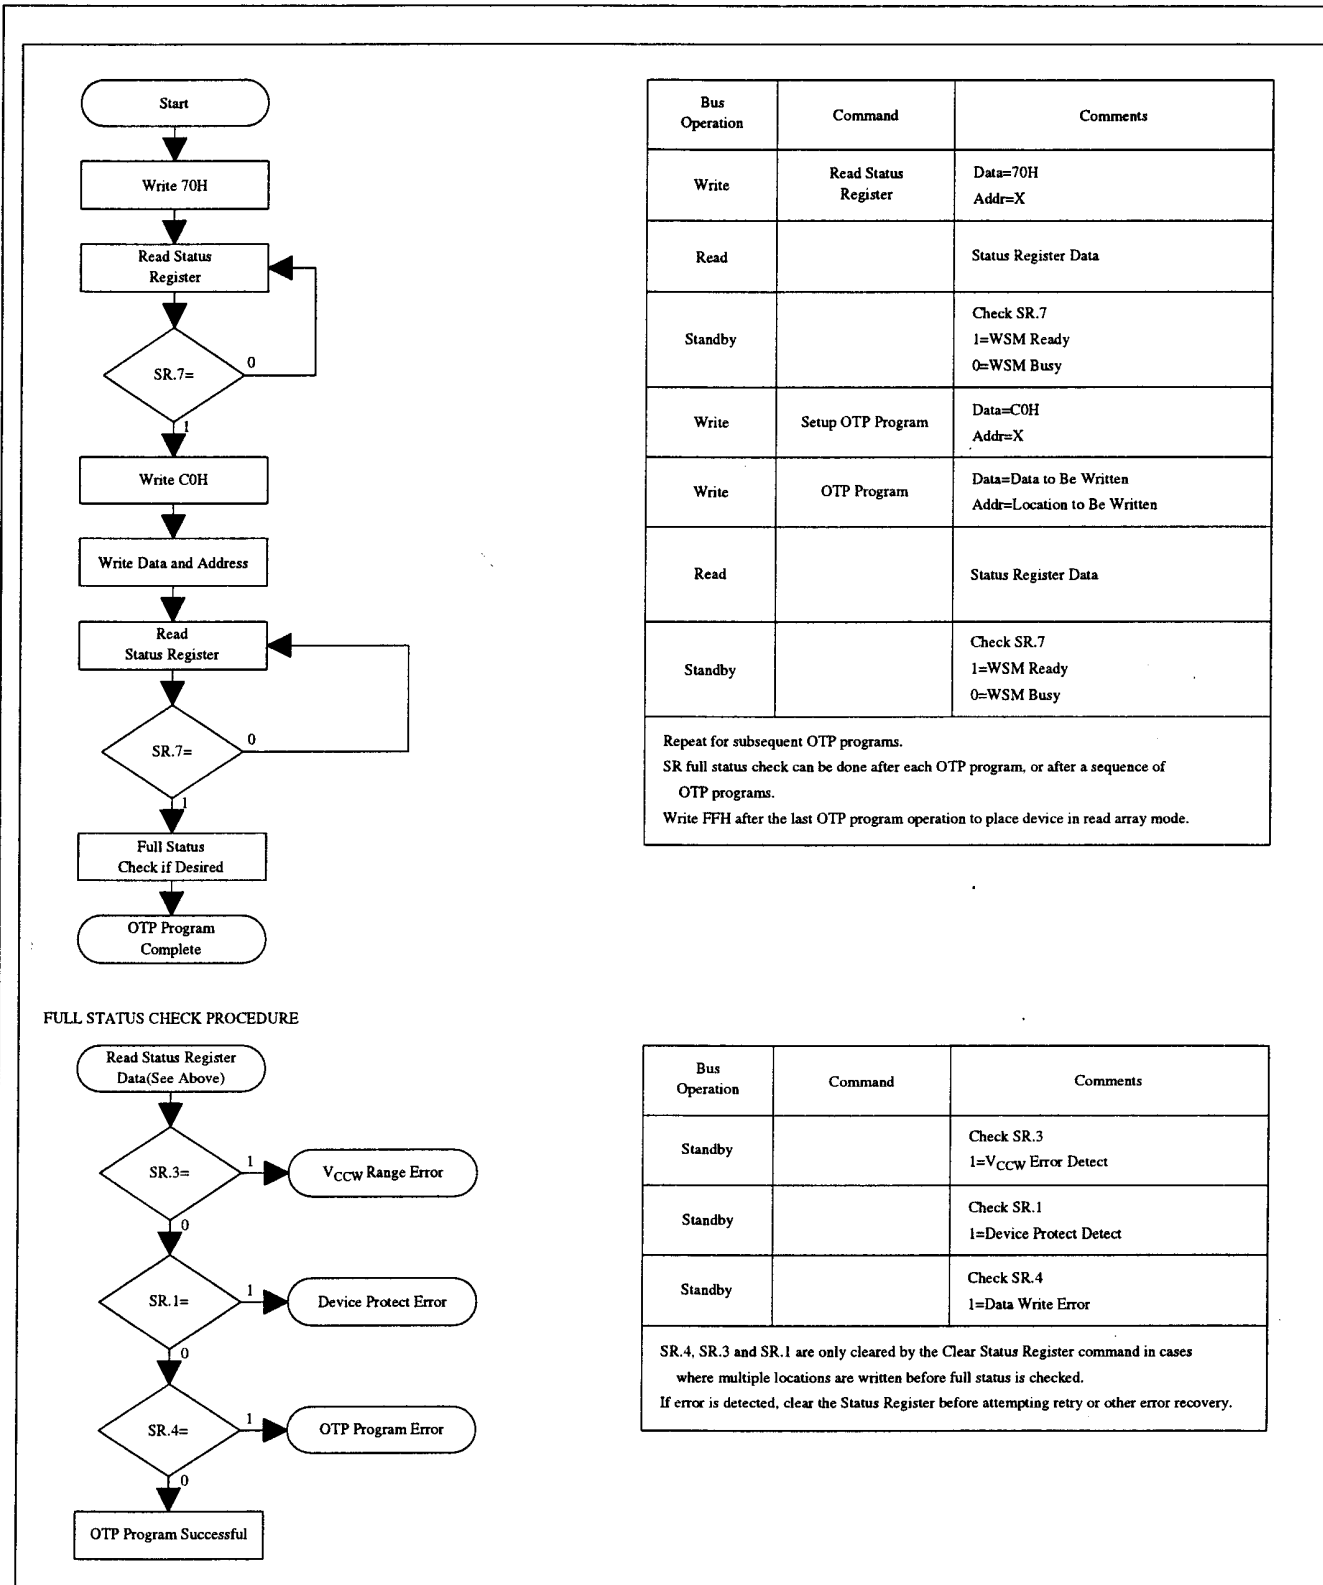 Start
Write 70H
Read Status
Register
SR.7=
0
1
Write C0H
Write Data and Address
Read
Status Register
SR.7=
0
1
Full Status
Check if Desired
OTP Program
Complete
Bus
Operation
Command
Comments
Write
Read Status
Register
Data=70H
Addr=X
Read
Status Register Data
Standby
Check SR.7
1=WSM Ready
0=WSM Busy
Write
Setup OTP Program
Data=C0H
Addr=X
Write
OTP Program
Data=Data to Be Written
Addr=Location to Be Written
Read
Status Register Data
Standby
Check SR.7
1=WSM Ready
0=WSM Busy
Repeat for subsequent OTP programs.
SR full status check can be done after each OTP program, or after a sequence of
OTP programs.
Write FFH after the last OTP program operation to place device in read array mode.
FULL STATUS CHECK PROCEDURE
Read Status Register
Data(See Above)
SR.3=
1
VCCW Range Error
0
SR.1=
1
Device Protect Error
0
SR.4=
1
OTP Program Error
0
OTP Program Successful
Bus
Operation
Command
Comments
Standby
Check SR.3
1=VCCW Error Detect
Standby
Check SR.1
1=Device Protect Detect
Standby
Check SR.4
1=Data Write Error
SR.4, SR.3 and SR.1 are only cleared by the Clear Status Register command in cases
where multiple locations are written before full status is checked.
If error is detected, clear the Status Register before attempting retry or other error recovery.